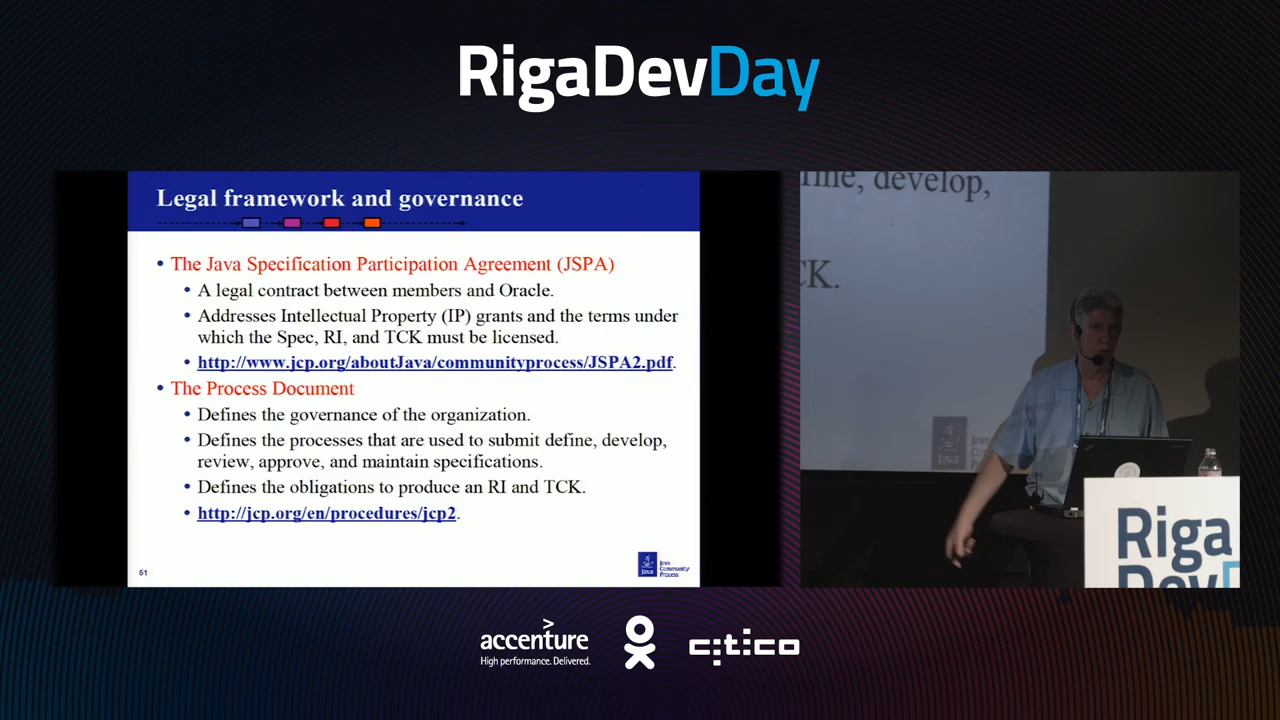 RigaDevDay
Legal framework and governance
• The Java Specification Participation Agreement (JSPA)
• A legal contract between members and Oracle.
• Addresses Intellectual Property (IP) grants and the terms under
which the Spec, RI, and TCK must be licensed.
• http://www.jcp.org/aboutJava/communityprocess/JSPA2.pdf.
• The Process Document
• Defines the governance of the organization.
• Defines the processes that are used to submit define, develop,
review, approve, and maintain specifications.
• Defines the obligations to produce an RI and TCK.
• http://jcp.org/en/procedures/jcp2.
51
Java
Java
Community
Process
develop,
CK.
Java
Riga
Dev
accenture
High performance. Delivered.
citico